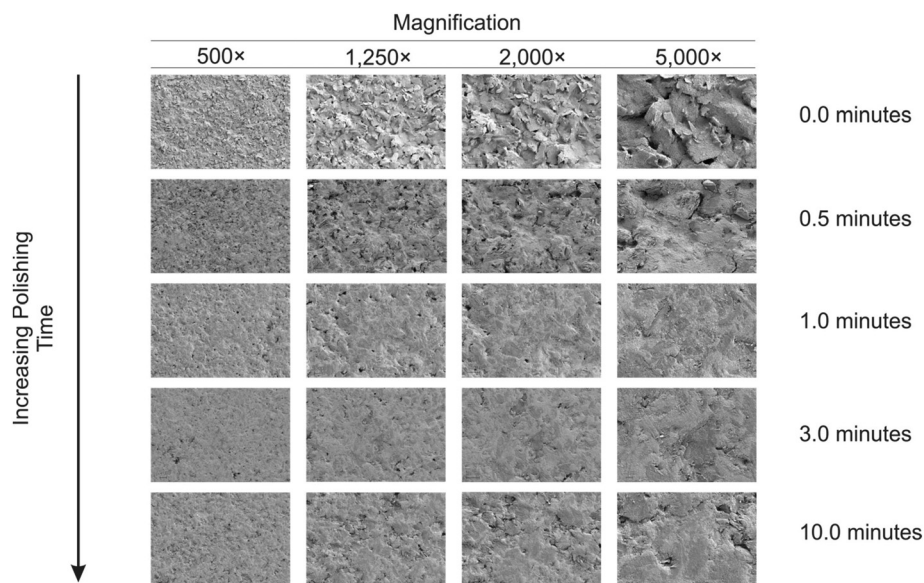 Magnification
500× 1,250× 2,000× 5,000×
0.0 minutes
0.5 minutes
1.0 minutes
3.0 minutes
10.0 minutes
Increasing Polishing
Time